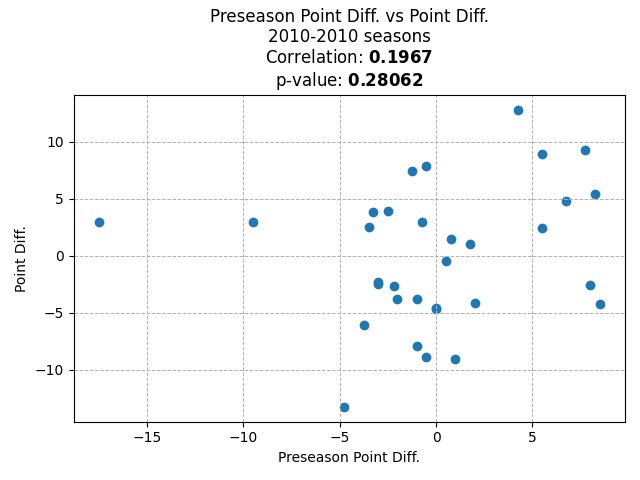 Preseason Point Diff. vs Point Diff.
2010-2010 seasons
Correlation: 0.1967
p-value: 0.28062
10
5
0
−5
−10
Point Diff.
−15
−10
−5
0
5
Preseason Point Diff.